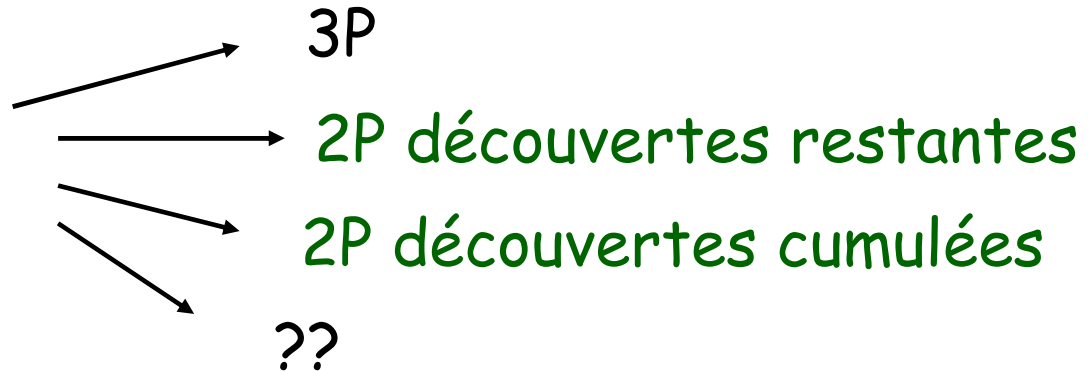 3P
2P découvertes restantes
2P découvertes cumulées
??